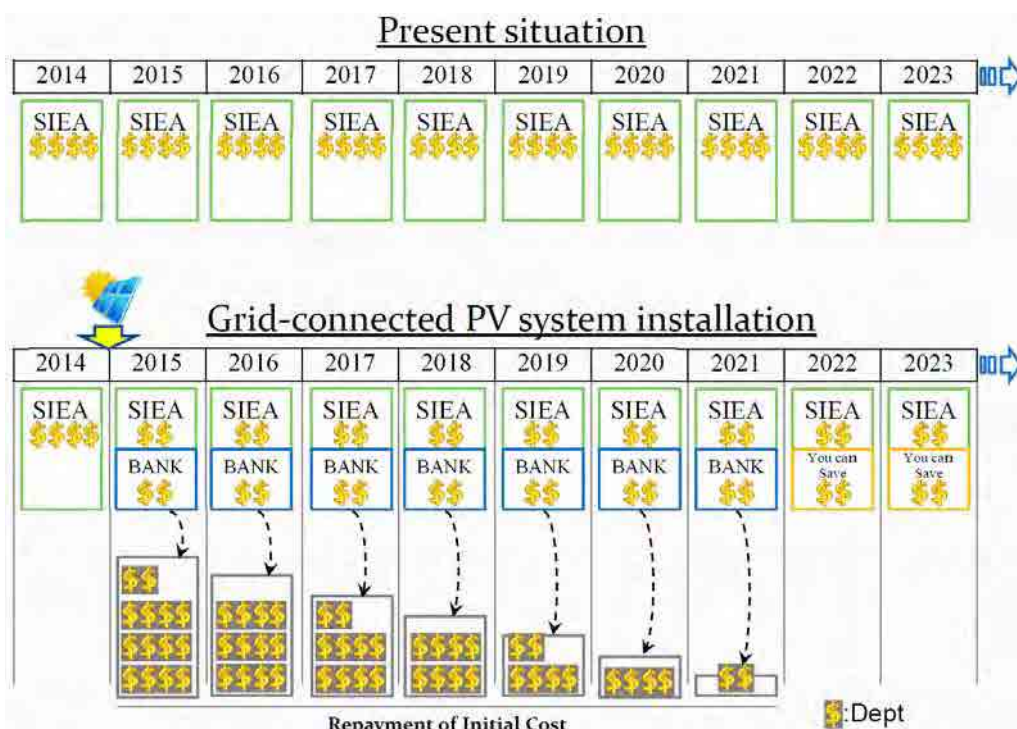 Present situation
2014 2015 2016 2017 2018 2019 2020 2021 2022 2023
SIEA SIEA SIEA SIEA SIEA SIEA SIEA SIEA SIEA SIEA
$$$$ $$$$ $$$$ $$$$ $$$$ $$$$ $$$$ $$$$ $$$$ $$$$
Grid-connected PV system installation
2014 2015 2016 2017 2018 2019 2020 2021 2022 2023
SIEA SIEA SIEA SIEA SIEA SIEA SIEA SIEA SIEA SIEA
$$$$ $$ $$ $$ $$ $$ $$ $$ $$ $$
BANK BANK BANK BANK BANK BANK BANK You can You can
Save Save
$$ $$ $$ $$ $$ $$ $$ $$ $$
$$ $$ $$ $$
$$$$ $$$$ $$$$ $$$$ $$$$ $$$$
$$$$ $$$$ $$$$ $$$$
$$$$ $$$$
Repayment of Initial Cost
$:Dept